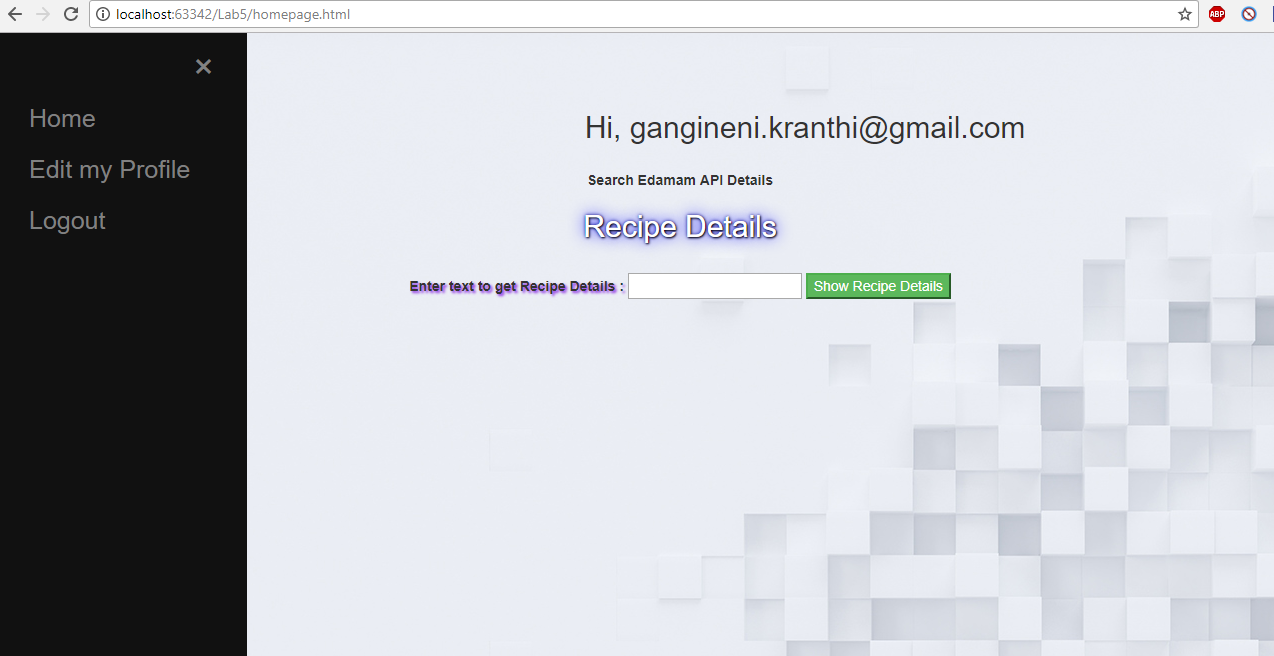 localhost:63342/Lab5/homepage.html
ABP
×
Home
Edit my Profile
Logout
Hi, gangineni.kranthi@gmail.com
Search Edamam API Details
Recipe Details
Enter text to get Recipe Details : Show Recipe Details